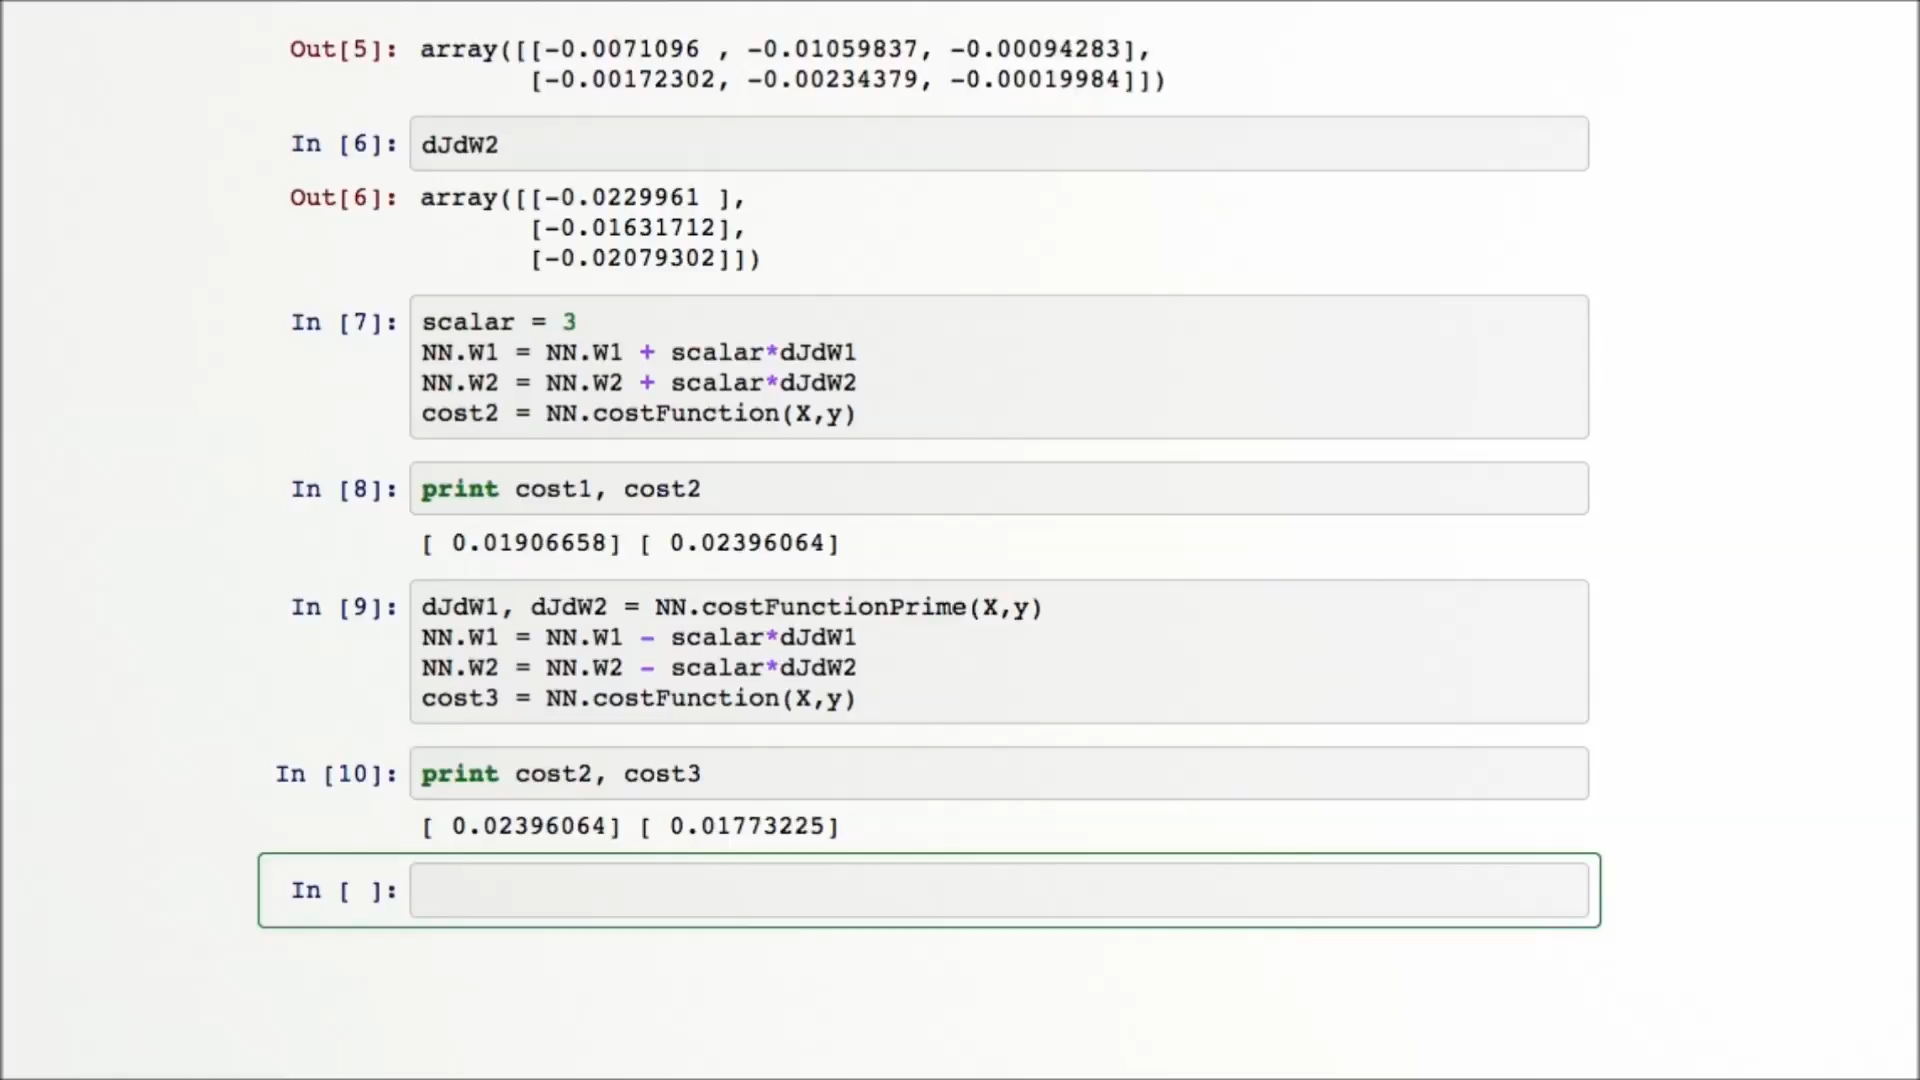 Out[5]: array([[-0.0071096 , -0.01059837, -0.00094283],
[-0.00172302, -0.00234379, -0.00019984]])
In [6]: dJdW2
Out[6]: array([[-0.0229961 ],
[-0.01631712],
[-0.02079302]])
In [7]: scalar = 3
NN.W1 = NN.W1 + scalar*dJdW1
NN.W2 = NN.W2 + scalar*dJdW2
cost2 = NN.costFunction(X,y)
In [8]: print cost1, cost2
[ 0.01906658] [ 0.02396064]
In [9]: dJdW1, dJdW2 = NN.costFunctionPrime(X,y)
NN.W1 = NN.W1 - scalar*dJdW1
NN.W2 = NN.W2 - scalar*dJdW2
cost3 = NN.costFunction(X,y)
In [10]: print cost2, cost3
[ 0.02396064] [ 0.01773225]
In [ ]: